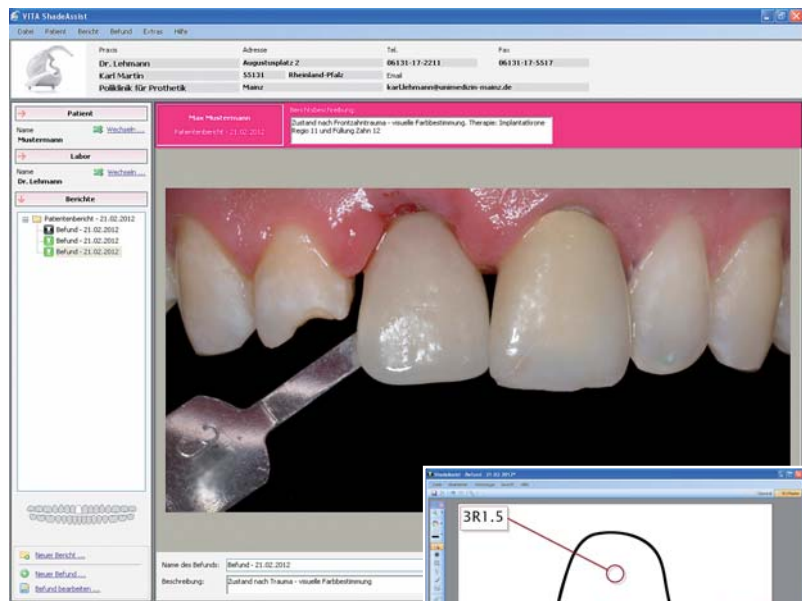 VITA ShadeAssist
Datei Patient Bericht Befund Extras Hilfe
Praxis Adresse Tel. Fax
Dr. Lehmann Augustusplatz 2 06131-17-2211 06131-17-5517
Karl Martin 55131 Rheinland-Pfalz Email
Poliklinik für Prothetik Mainz karl.lehmann@unimedizin-mainz.de
Patient
Name Wechseln ...
Mustermann
Labor
Name Wechseln ...
Dr. Lehmann
Berichte
Patientenbericht - 21.02.2012
Befund - 21.02.2012
Befund - 21.02.2012
Befund - 21.02.2012
Neuer Bericht ...
Neuer Befund ...
Befund bearbeiten ...
Max Mustermann
Patientenbericht - 21.02.2012
Berichtsbeschreibung:
Zustand nach Frontzahntrauma - visuelle Farbbestimmung. Therapie: Implantatkrone
Regio 11 und Füllung Zahn 12
Name des Befunds: Befund - 21.02.2012
Beschreibung: Zustand nach Trauma - visuelle Farbbestimmung
3R1.5